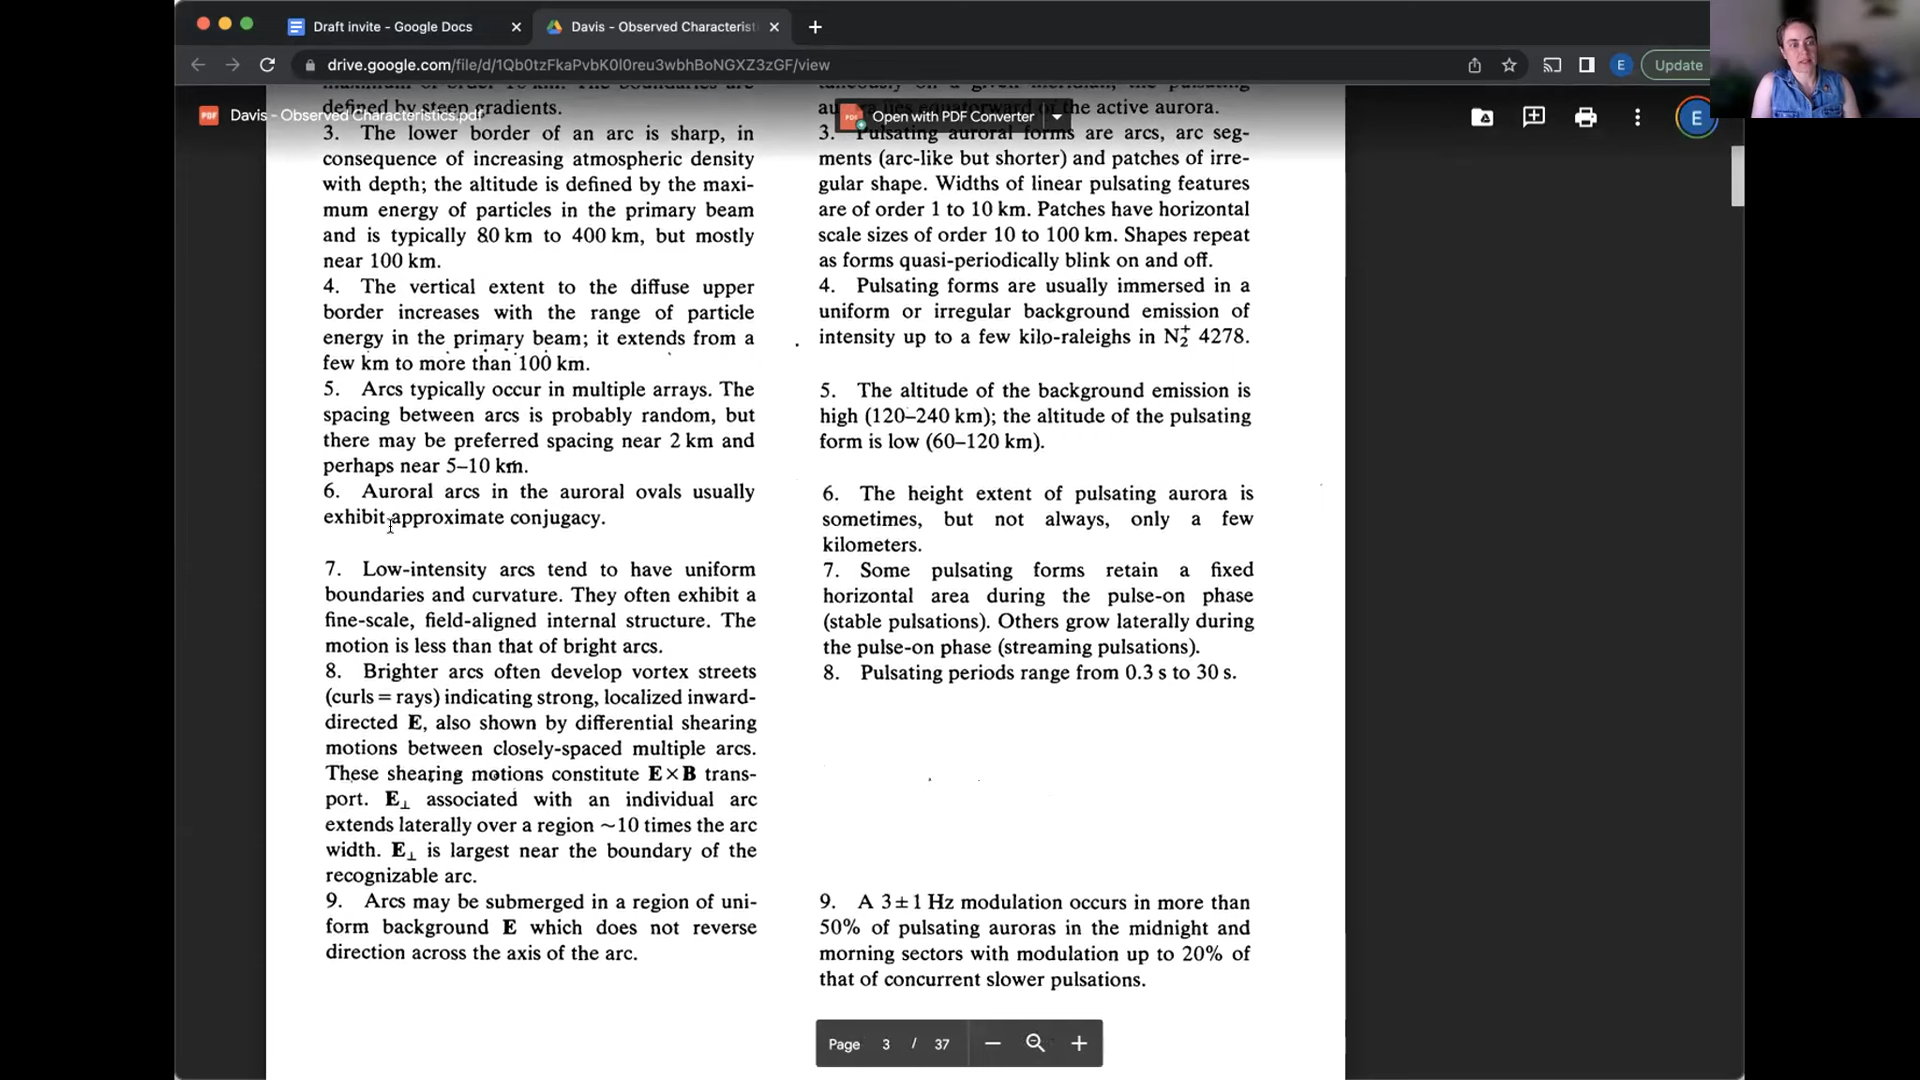 Draft invite - Google Docs
Davis - Observed Characterist
drive.google.com/file/d/1Qb0tzFkaPvbK0l0reu3wbhBoNGXZ3zGF/view
E
Update
Davis - Observed Characteristics.pdf
Open with PDF Converter
E
defined by steep gradients.
3. The lower border of an arc is sharp, in
consequence of increasing atmospheric density
with depth; the altitude is defined by the maxi-
mum energy of particles in the primary beam
and is typically 80 km to 400 km, but mostly
near 100 km.
4. The vertical extent to the diffuse upper
border increases with the range of particle
energy in the primary beam; it extends from a
few km to more than 100 km.
5. Arcs typically occur in multiple arrays. The
spacing between arcs is probably random, but
there may be preferred spacing near 2 km and
perhaps near 5–10 km.
6. Auroral arcs in the auroral ovals usually
exhibit approximate conjugacy.
7. Low-intensity arcs tend to have uniform
boundaries and curvature. They often exhibit a
fine-scale, field-aligned internal structure. The
motion is less than that of bright arcs.
8. Brighter arcs often develop vortex streets
(curls = rays) indicating strong, localized inward-
directed E, also shown by differential shearing
motions between closely-spaced multiple arcs.
These shearing motions constitute E×B trans-
port. E⊥ associated with an individual arc
extends laterally over a region ~10 times the arc
width. E⊥ is largest near the boundary of the
recognizable arc.
9. Arcs may be submerged in a region of uni-
form background E which does not reverse
direction across the axis of the arc.
the active aurora.
3. Pulsating auroral forms are arcs, arc seg-
ments (arc-like but shorter) and patches of irre-
gular shape. Widths of linear pulsating features
are of order 1 to 10 km. Patches have horizontal
scale sizes of order 10 to 100 km. Shapes repeat
as forms quasi-periodically blink on and off.
4. Pulsating forms are usually immersed in a
uniform or irregular background emission of
intensity up to a few kilo-raleighs in N₂⁺ 4278.
5. The altitude of the background emission is
high (120–240 km); the altitude of the pulsating
form is low (60–120 km).
6. The height extent of pulsating aurora is
sometimes, but not always, only a few
kilometers.
7. Some pulsating forms retain a fixed
horizontal area during the pulse-on phase
(stable pulsations). Others grow laterally during
the pulse-on phase (streaming pulsations).
8. Pulsating periods range from 0.3 s to 30 s.
9. A 3±1 Hz modulation occurs in more than
50% of pulsating auroras in the midnight and
morning sectors with modulation up to 20% of
that of concurrent slower pulsations.
Page 3 / 37